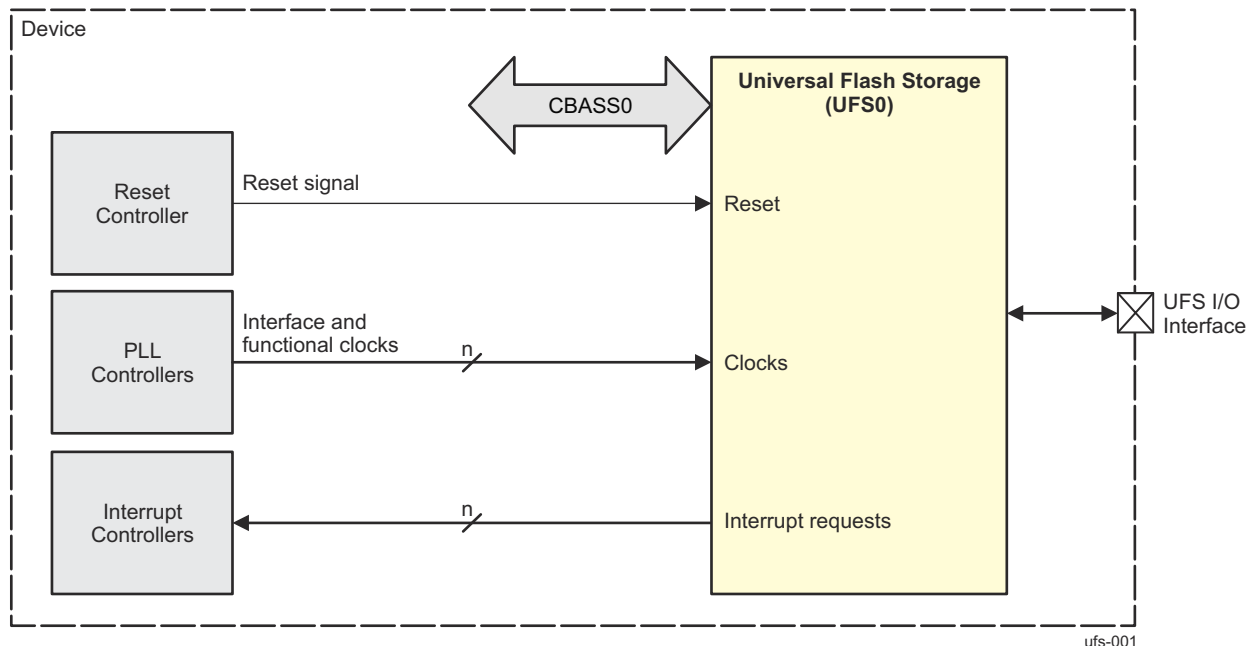 Device
Universal Flash Storage
(UFS0)
CBASS0
Reset
Controller
Reset signal
Reset
PLL
Controllers
Interface and
functional clocks
n
Clocks
UFS I/O
Interface
Interrupt
Controllers
n
Interrupt requests
ufs-001